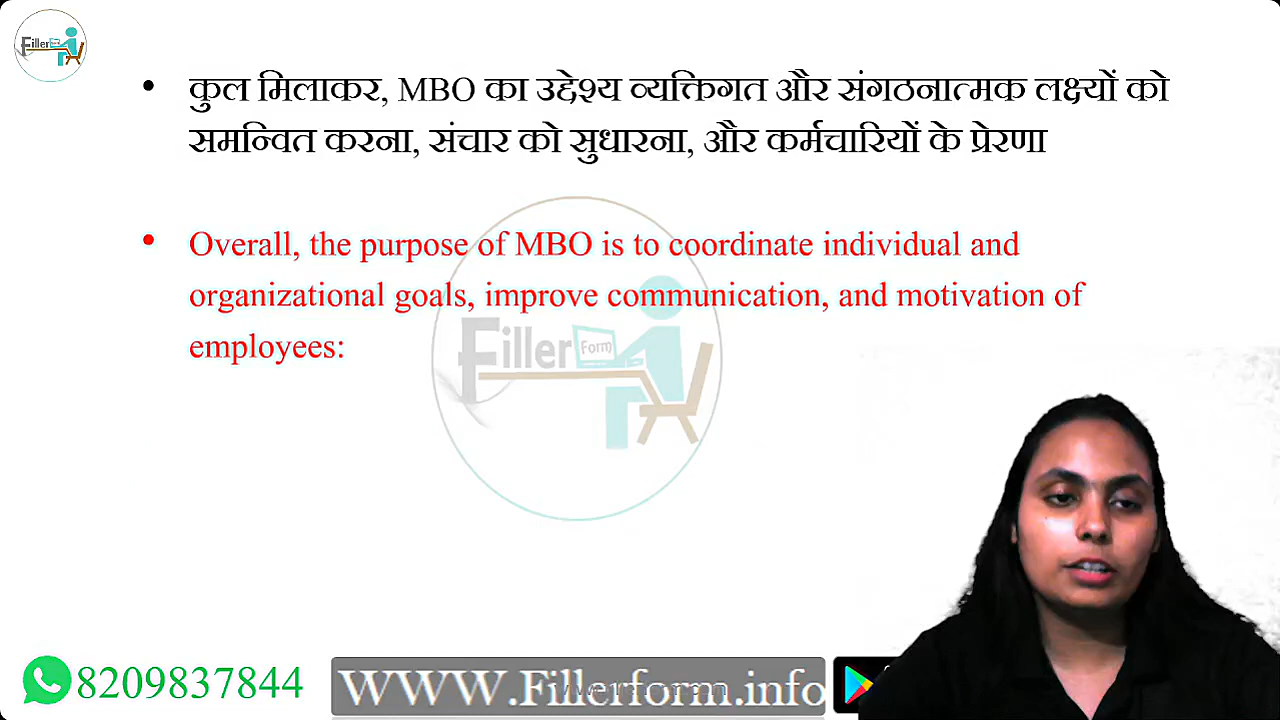 Filler Form
• कुल मिलाकर, MBO का उद्देश्य व्यक्तिगत और संगठनात्मक लक्ष्यों को
समन्वित करना, संचार को सुधारना, और कर्मचारियों के प्रेरणा
• Overall, the purpose of MBO is to coordinate individual and
organizational goals, improve communication, and motivation of
employees:
Filler Form
8209837844
WWW.Fillerform.info